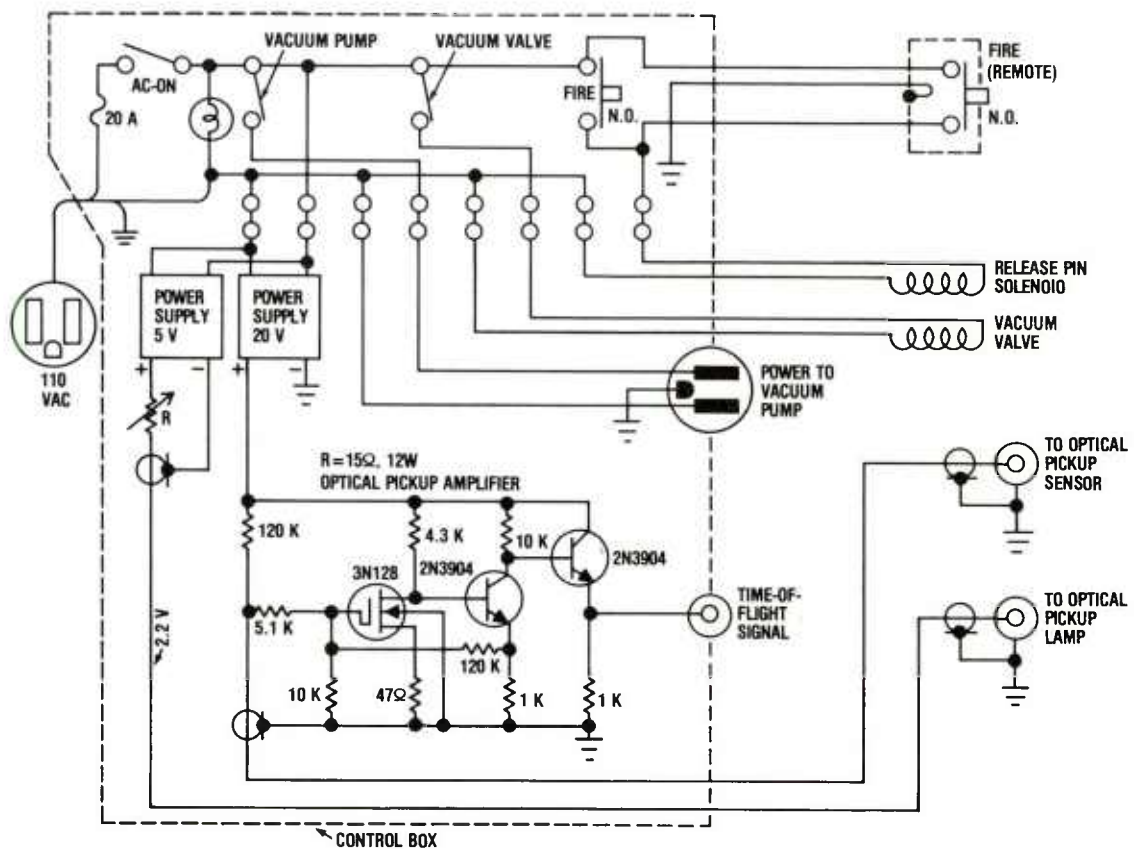 VACUUM PUMP
VACUUM VALVE
FIRE
(REMOTE)
AC-ON
FIRE
20 A
N.O.
N.O.
POWER
SUPPLY
5 V
POWER
SUPPLY
20 V
RELEASE PIN
SOLENOID
VACUUM
VALVE
110
VAC
+
–
+
–
POWER TO
VACUUM
PUMP
R
R=15Ω, 12W
OPTICAL PICKUP AMPLIFIER
TO OPTICAL
PICKUP
SENSOR
120 K
4.3 K
10 K
3N128
2N3904
2N3904
2.2 V
5.1 K
TIME-OF-
FLIGHT
SIGNAL
TO OPTICAL
PICKUP
LAMP
120 K
10 K
47Ω
1 K
1 K
CONTROL BOX